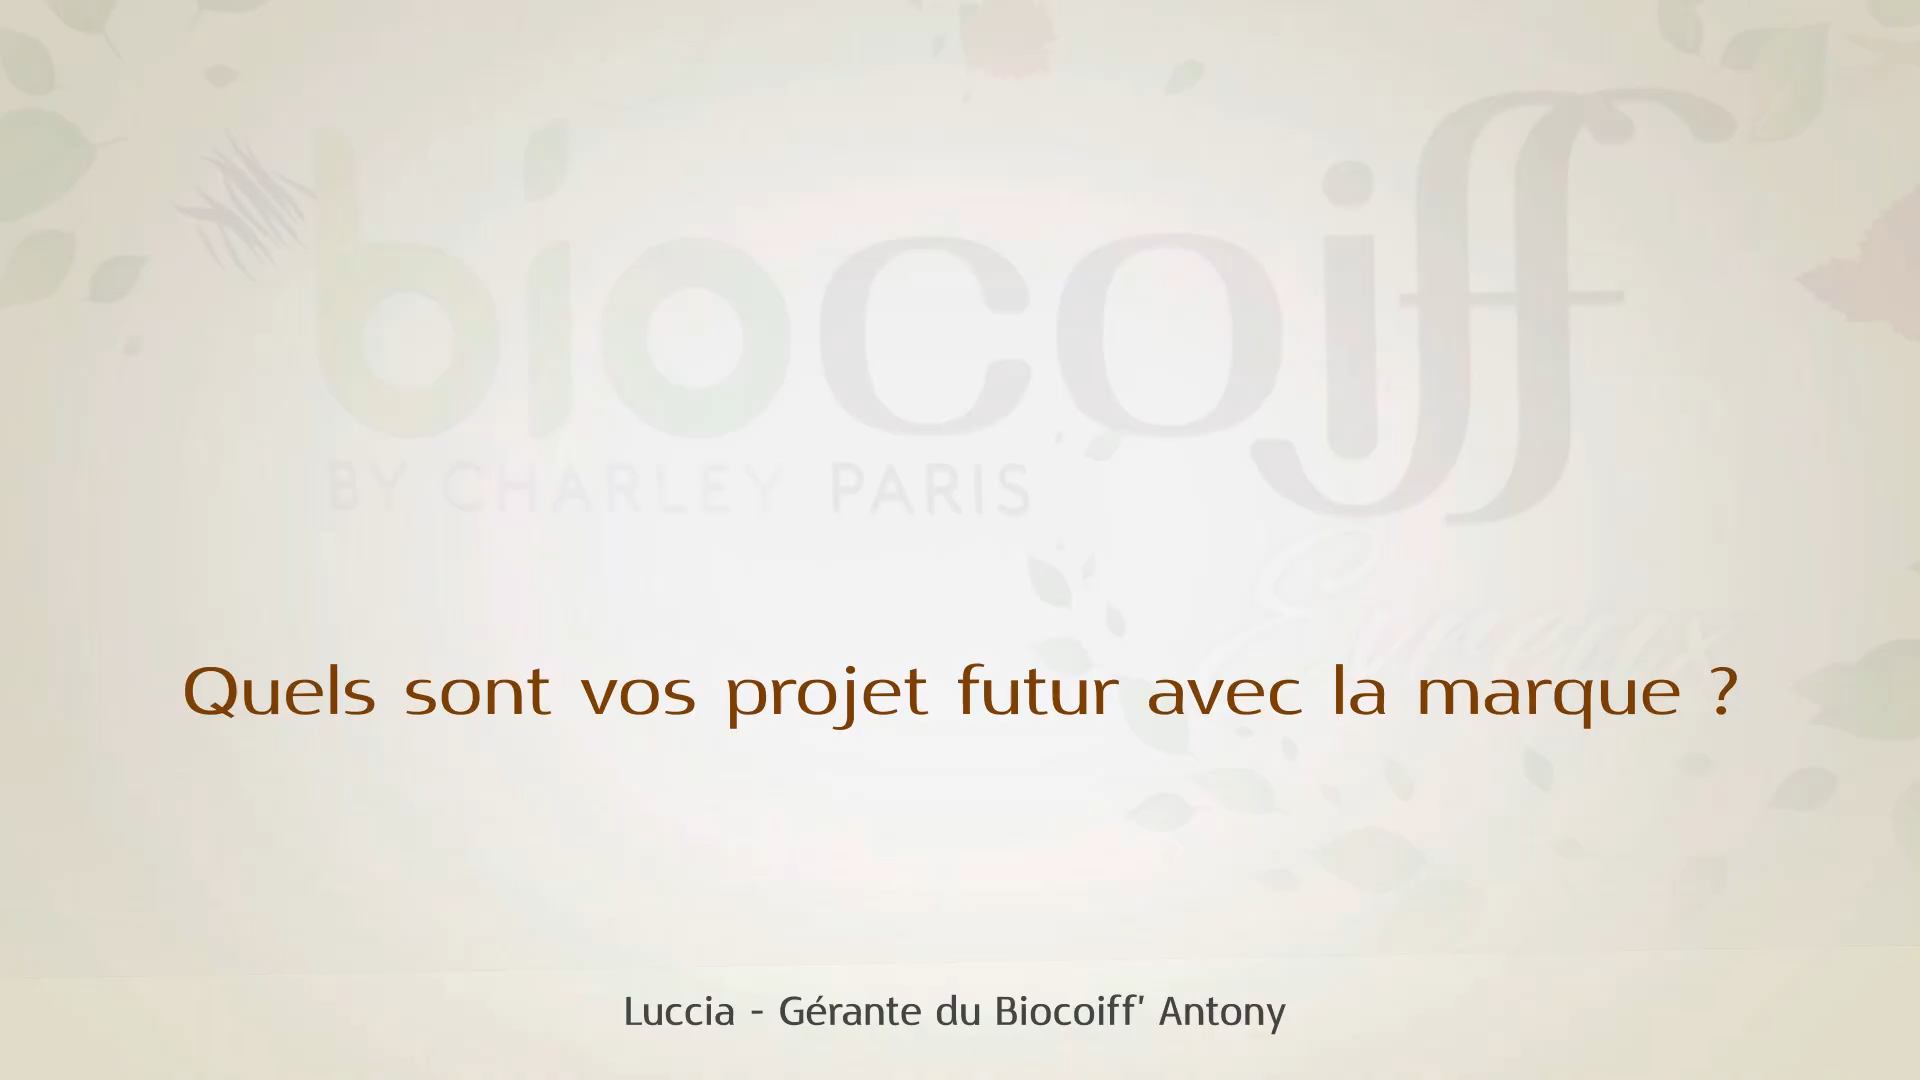 biocoiff
BY CHARLEY PARIS
Quels sont vos projet futur avec la marque ?
Luccia - Gérante du Biocoiff' Antony